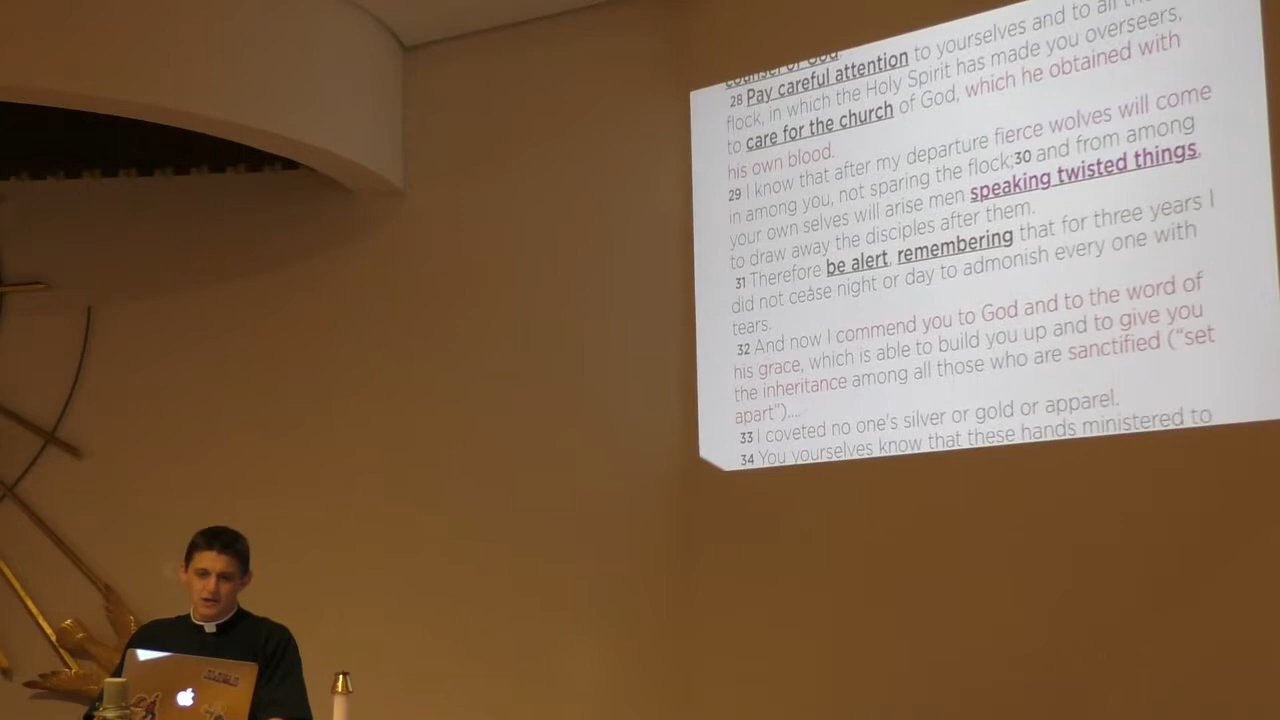 counsel of God.
28 Pay careful attention to yourselves and to all the
flock, in which the Holy Spirit has made you overseers,
to care for the church of God, which he obtained with
his own blood.
29 I know that after my departure fierce wolves will come
in among you, not sparing the flock;30 and from among
your own selves will arise men speaking twisted things,
to draw away the disciples after them.
31 Therefore be alert, remembering that for three years I
did not cease night or day to admonish every one with
tears.
32 And now I commend you to God and to the word of
his grace, which is able to build you up and to give you
the inheritance among all those who are sanctified (“set
apart”)....
33 I coveted no one's silver or gold or apparel.
34 You yourselves know that these hands ministered to